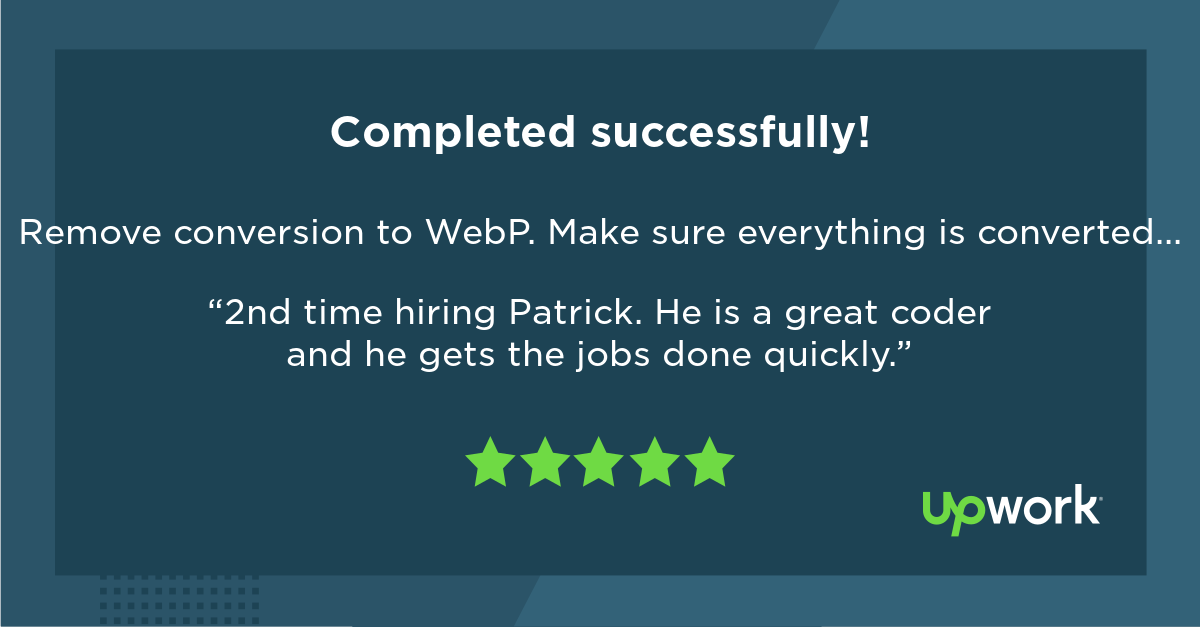 Completed successfully!
Remove conversion to WebP. Make sure everything is converted...
“2nd time hiring Patrick. He is a great coder
and he gets the jobs done quickly.”
upwork